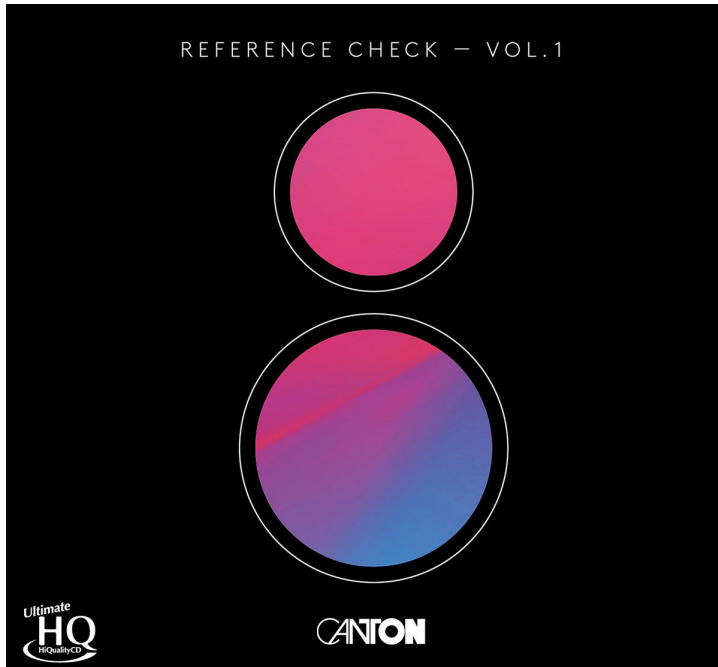 REFERENCE CHECK – VOL.1
Ultimate
HQ
HiQualityCD
CANTON